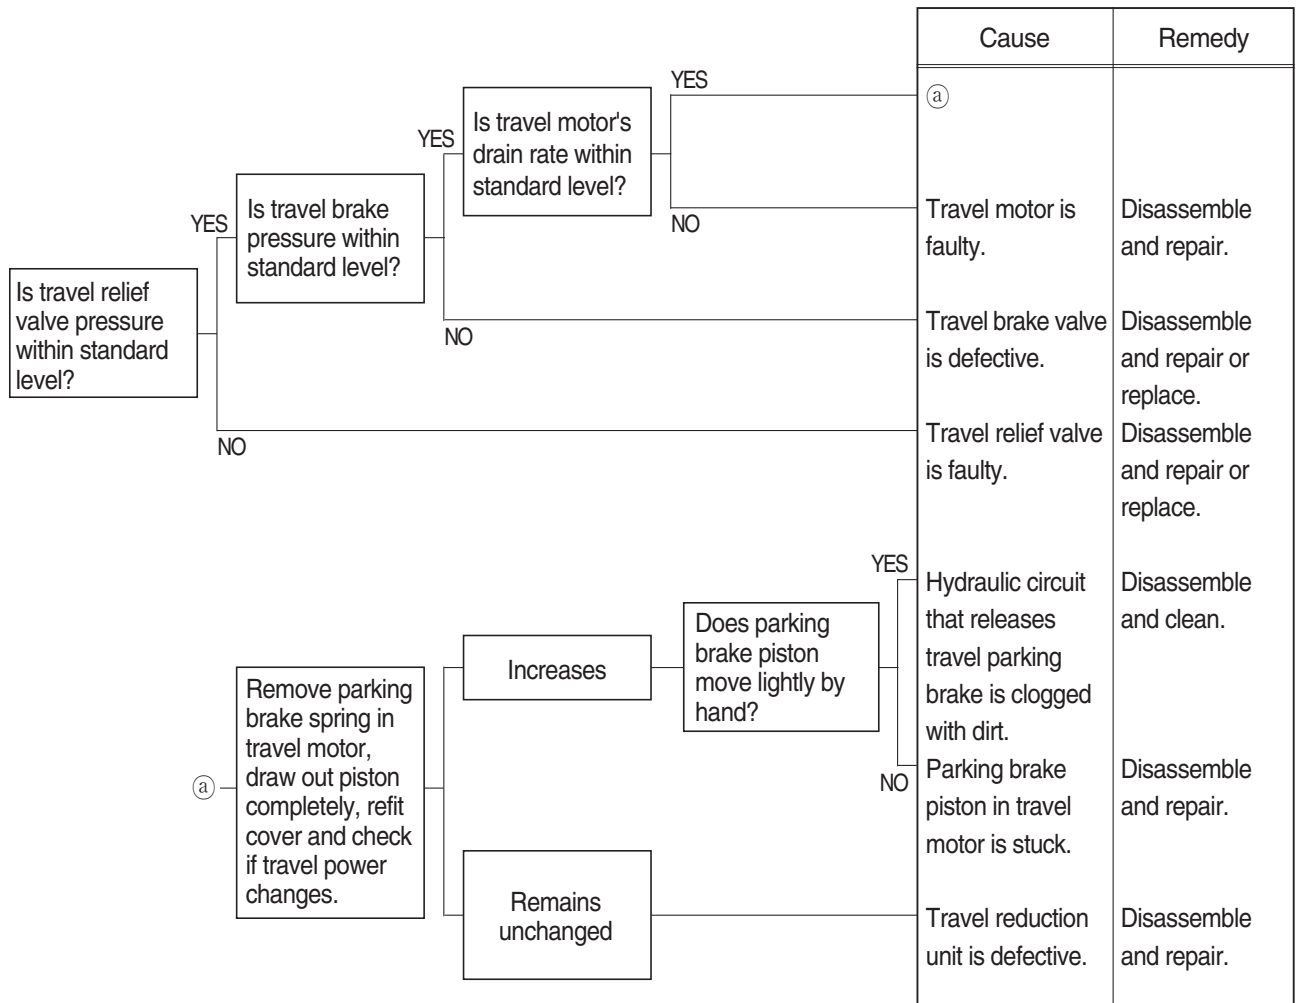 Cause
Remedy
YES
ⓐ
Is travel motor's
drain rate within
standard level?
YES
NO
Travel motor is
faulty.
Disassemble
and repair.
Is travel brake
pressure within
standard level?
YES
NO
Travel brake valve
is defective.
Disassemble
and repair or
replace.
Is travel relief
valve pressure
within standard
level?
NO
Travel relief valve
is faulty.
Disassemble
and repair or
replace.
ⓐ
Remove parking
brake spring in
travel motor,
draw out piston
completely, refit
cover and check
if travel power
changes.
Increases
Does parking
brake piston
move lightly by
hand?
YES
Hydraulic circuit
that releases
travel parking
brake is clogged
with dirt.
Disassemble
and clean.
NO
Parking brake
piston in travel
motor is stuck.
Disassemble
and repair.
Remains
unchanged
Travel reduction
unit is defective.
Disassemble
and repair.